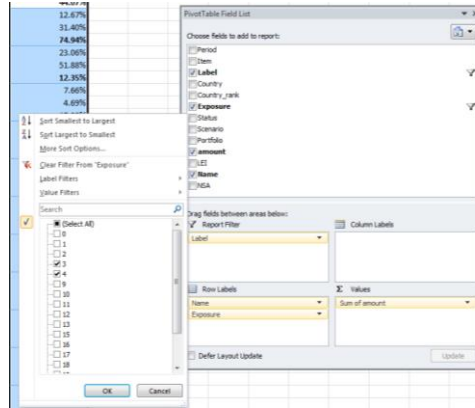 44.07%
12.67%
31.40%
74.94%
23.06%
51.88%
12.35%
7.66%
4.69%
Sort Smallest to Largest
Sort Largest to Smallest
More Sort Options...
Clear Filter From "Exposure"
Label Filters
Value Filters
Search
(Select All)
0
1
2
3
4
9
10
11
12
13
15
16
17
18
OK Cancel
PivotTable Field List
Choose fields to add to report:
Period
Item
Label
Country
Country_rank
Exposure
Status
Scenario
Portfolio
amount
LEI
Name
NSA
Drag fields between areas below:
Report Filter
Label
Column Labels
Row Labels
Name
Exposure
Σ Values
Sum of amount
Defer Layout Update Update